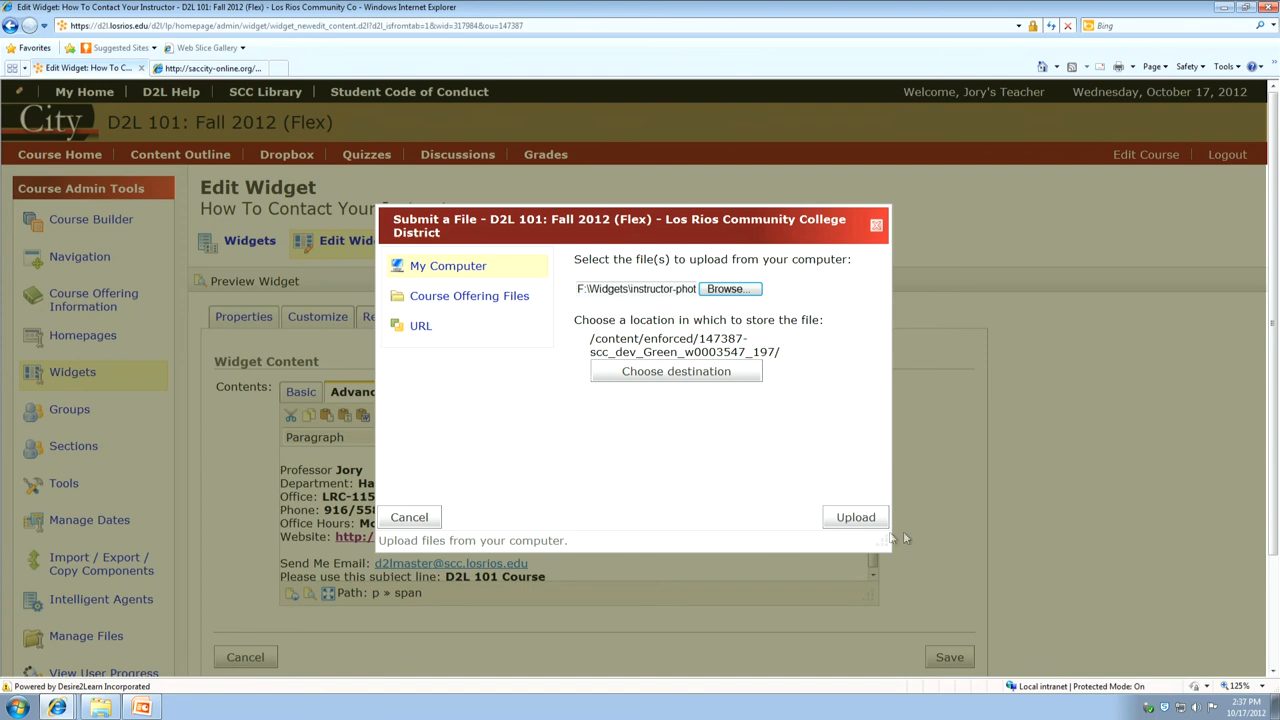 Edit Widget: How To Contact Your Instructor - D2L 101: Fall 2012 (Flex) - Los Rios Community Co - Windows Internet Explorer
https://d2l.losrios.edu/d2l/lp/homepage/admin/widget/widget_newedit_content.d2l?d2l_isfromtab=1&wid=317984&ou=147387
Bing
Favorites
Suggested Sites
Web Slice Gallery
Edit Widget: How To C...
http://saccity-online.org/...
Page
Safety
Tools
My Home
D2L Help
SCC Library
Student Code of Conduct
Welcome, Jory's Teacher
Wednesday, October 17, 2012
City
D2L 101: Fall 2012 (Flex)
Course Home
Content Outline
Dropbox
Quizzes
Discussions
Grades
Edit Course
Logout
Course Admin Tools
Course Builder
Navigation
Content Offering
Information
Homepages
Widgets
Groups
Sections
Tools
Manage Dates
Import / Export /
Copy Components
Intelligent Agents
Manage Files
View User Progress
Edit Widget
How To Contact Your
Widgets
Edit Wid
Preview Widget
Properties
Customize
Re
Widget Content
Contents:
Basic
Advan
Paragraph
Professor Jory
Department: Ha
Office: LRC-115
Phone: 916/558
Office Hours: Mo
Website: http:/
Send Me Email: d2lmaster@scc.losrios.edu
Please use this subject line: D2L 101 Course
Path: p » span
Cancel
Save
Submit a File - D2L 101: Fall 2012 (Flex) - Los Rios Community College
District
My Computer
Course Offering Files
URL
Select the file(s) to upload from your computer:
F:\Widgets\instructor-phot
Browse...
Choose a location in which to store the file:
/content/enforced/147387-
scc_dev_Green_w0003547_197/
Choose destination
Cancel
Upload
Upload files from your computer.
Powered by Desire2Learn Incorporated
Local intranet | Protected Mode: On
125%
2:37 PM
10/17/2012